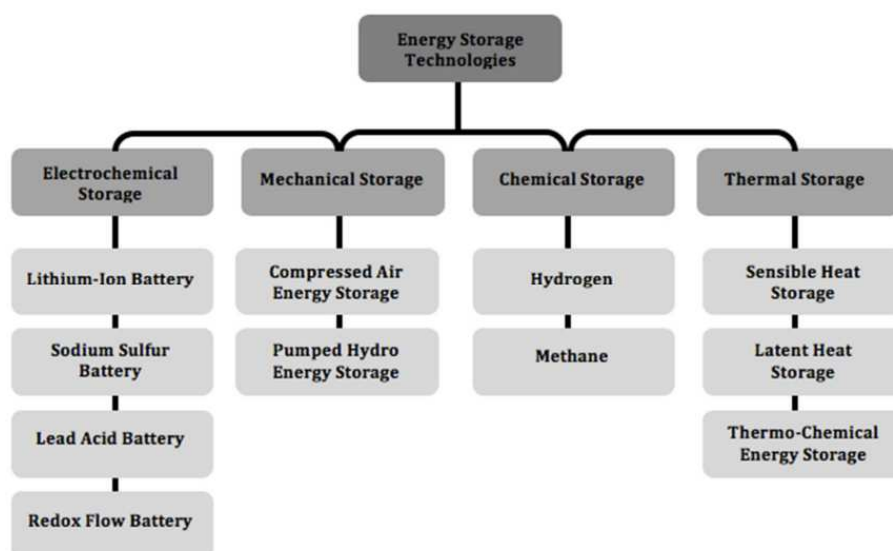 Energy Storage
Technologies
Electrochemical
Storage
Mechanical Storage
Chemical Storage
Thermal Storage
Lithium-Ion Battery
Compressed Air
Energy Storage
Hydrogen
Sensible Heat
Storage
Sodium Sulfur
Battery
Pumped Hydro
Energy Storage
Methane
Latent Heat
Storage
Lead Acid Battery
Thermo-Chemical
Energy Storage
Redox Flow Battery